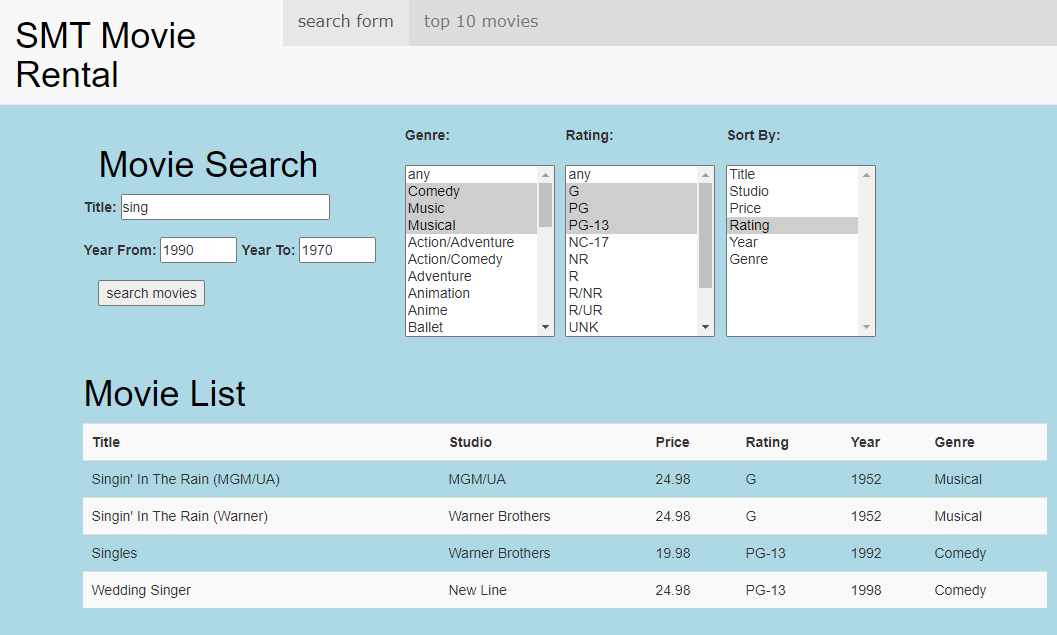 SMT Movie
Rental
search form top 10 movies
Movie Search
Title: sing
Year From: 1990 Year To: 1970
search movies
Genre:
any
Comedy
Music
Musical
Action/Adventure
Action/Comedy
Adventure
Animation
Anime
Ballet
Rating:
any
G
PG
PG-13
NC-17
NR
R
R/NR
R/UR
UNK
Sort By:
Title
Studio
Price
Rating
Year
Genre
Movie List
Title Studio Price Rating Year Genre
Singin' In The Rain (MGM/UA) MGM/UA 24.98 G 1952 Musical
Singin' In The Rain (Warner) Warner Brothers 24.98 G 1952 Musical
Singles Warner Brothers 19.98 PG-13 1992 Comedy
Wedding Singer New Line 24.98 PG-13 1998 Comedy